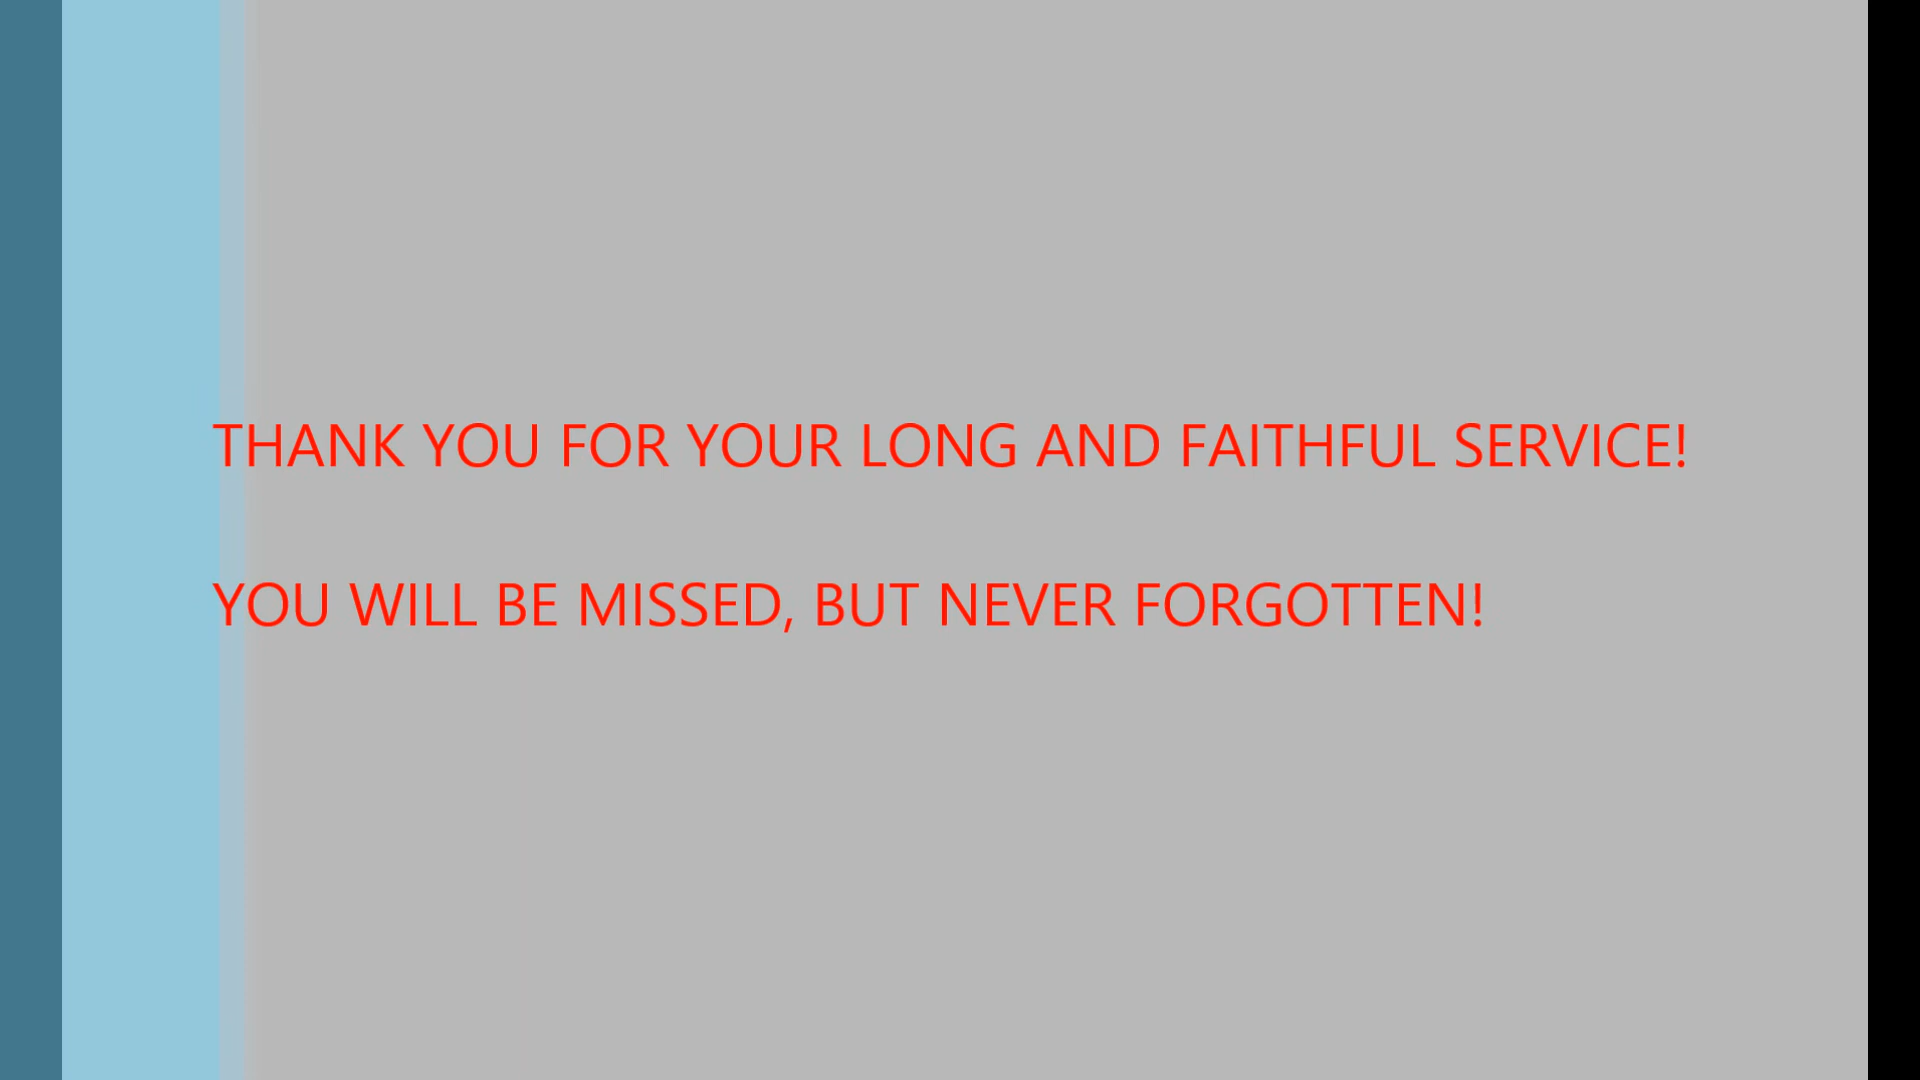 THANK YOU FOR YOUR LONG AND FAITHFUL SERVICE!
YOU WILL BE MISSED, BUT NEVER FORGOTTEN!